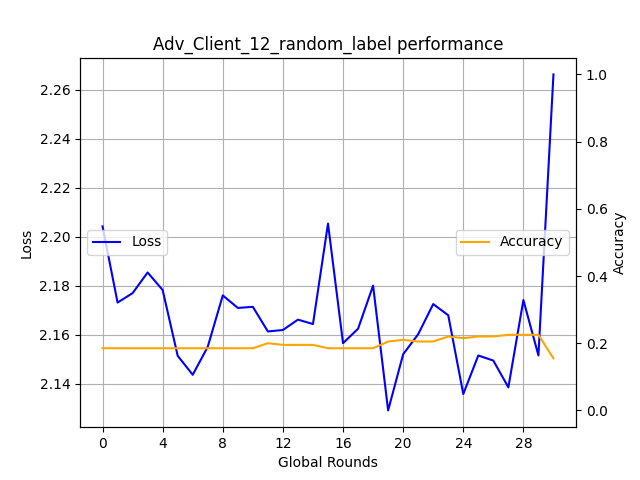 Adv_Client_12_random_label performance
2.26
2.24
2.22
2.20
2.18
2.16
2.14
Loss
Loss
Accuracy
1.0
0.8
0.6
0.4
0.2
0.0
Accuracy
0 4 8 12 16 20 24 28
Global Rounds